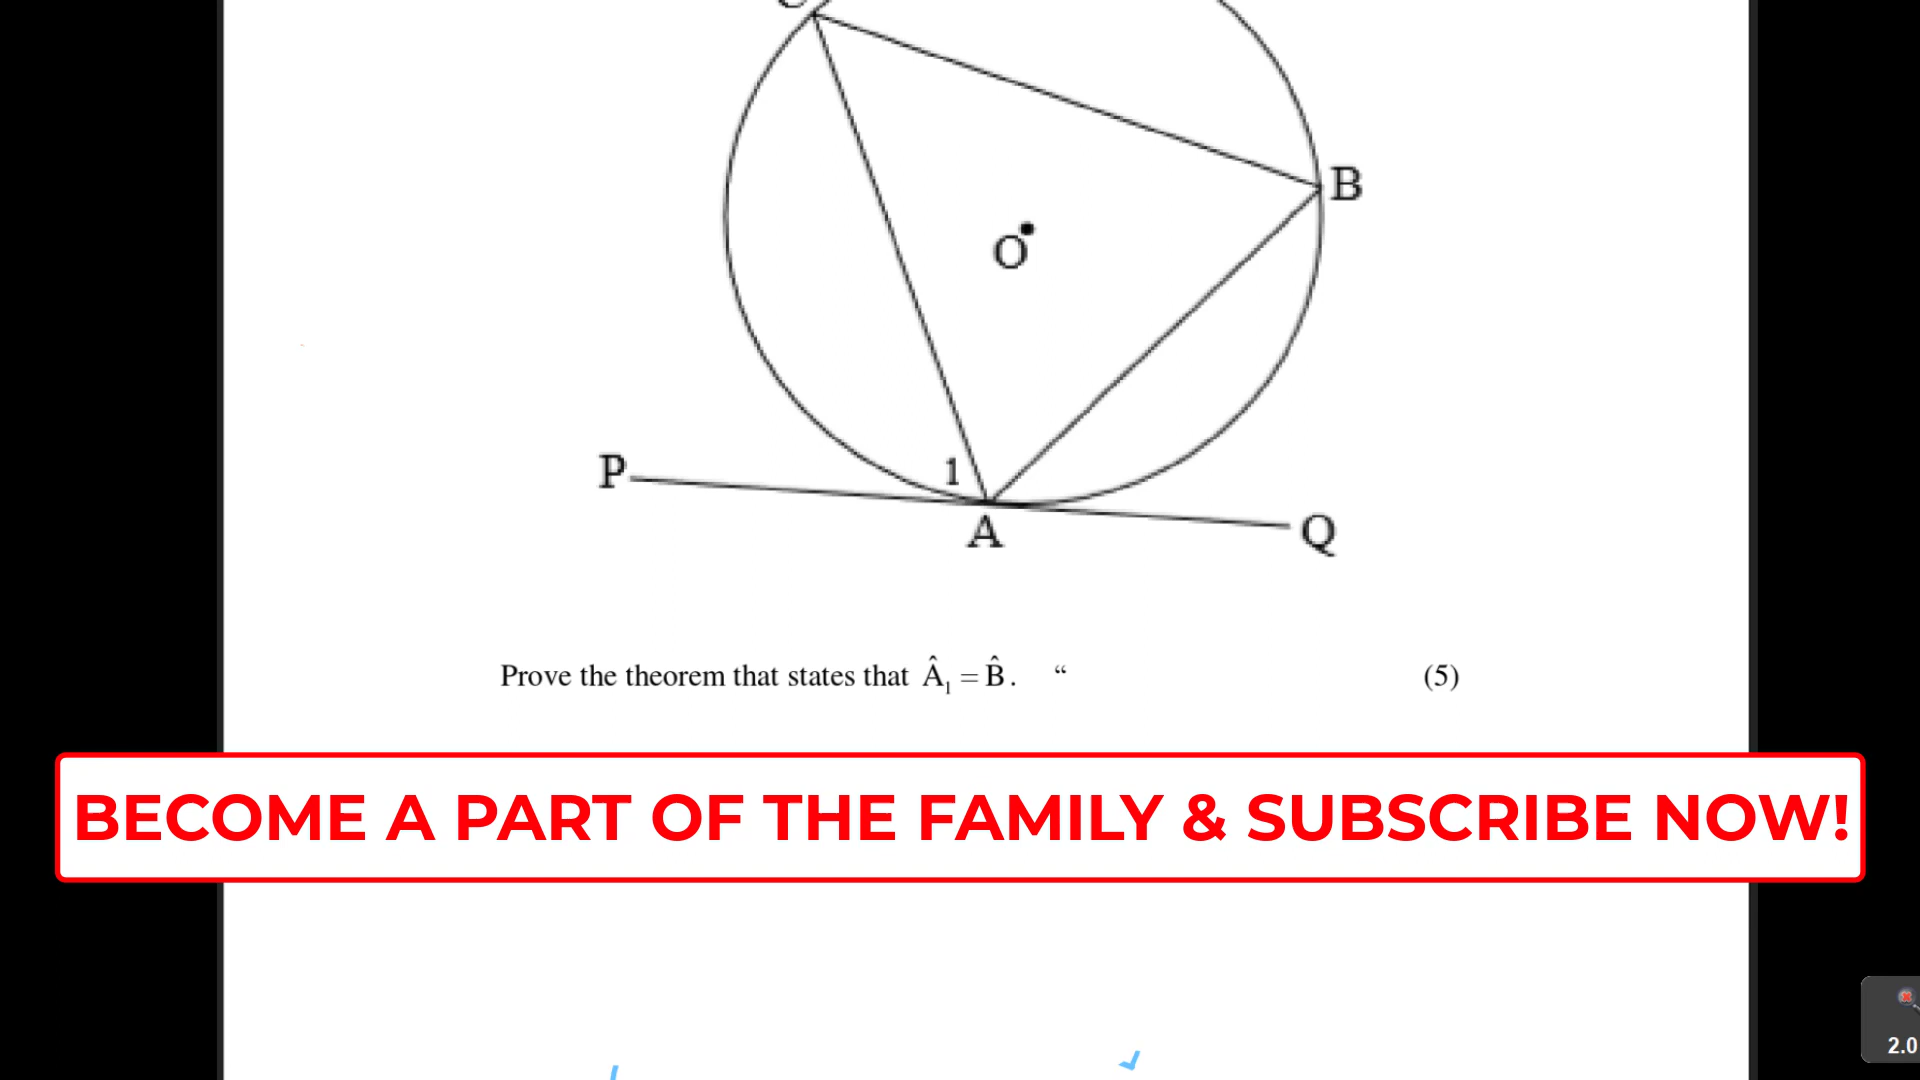 B
O
P
1
A
Q
Prove the theorem that states that Â₁ = B̂. “ (5)
BECOME A PART OF THE FAMILY & SUBSCRIBE NOW!
2.0